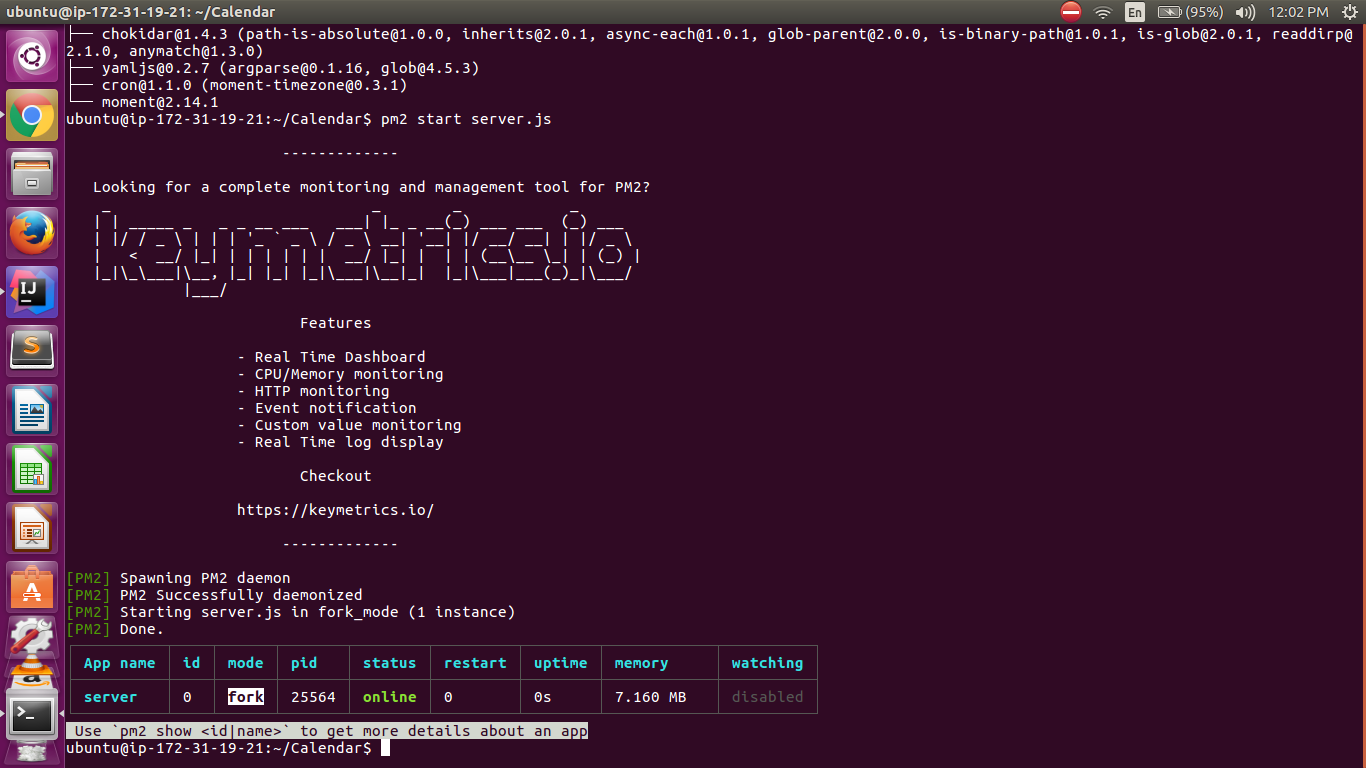 ubuntu@ip-172-31-19-21: ~/Calendar
En
(95%)
12:02 PM
├── chokidar@1.4.3 (path-is-absolute@1.0.0, inherits@2.0.1, async-each@1.0.1, glob-parent@2.0.0, is-binary-path@1.0.1, is-glob@2.0.1, readdirp@
2.1.0, anymatch@1.3.0)
├── yamljs@0.2.7 (argparse@0.1.16, glob@4.5.3)
├── cron@1.1.0 (moment-timezone@0.3.1)
└── moment@2.14.1
ubuntu@ip-172-31-19-21:~/Calendar$ pm2 start server.js
-------------
Looking for a complete monitoring and management tool for PM2?
keymetrics.io
Features
- Real Time Dashboard
- CPU/Memory monitoring
- HTTP monitoring
- Event notification
- Custom value monitoring
- Real Time log display
Checkout
https://keymetrics.io/
-------------
[PM2] Spawning PM2 daemon
[PM2] PM2 Successfully daemonized
[PM2] Starting server.js in fork_mode (1 instance)
[PM2] Done.
App name │ id │ mode │ pid │ status │ restart │ uptime │ memory │ watching
server │ 0 │ fork │ 25564 │ online │ 0 │ 0s │ 7.160 MB │ disabled
Use `pm2 show <id|name>` to get more details about an app
ubuntu@ip-172-31-19-21:~/Calendar$
IJ
S
A
a
>_